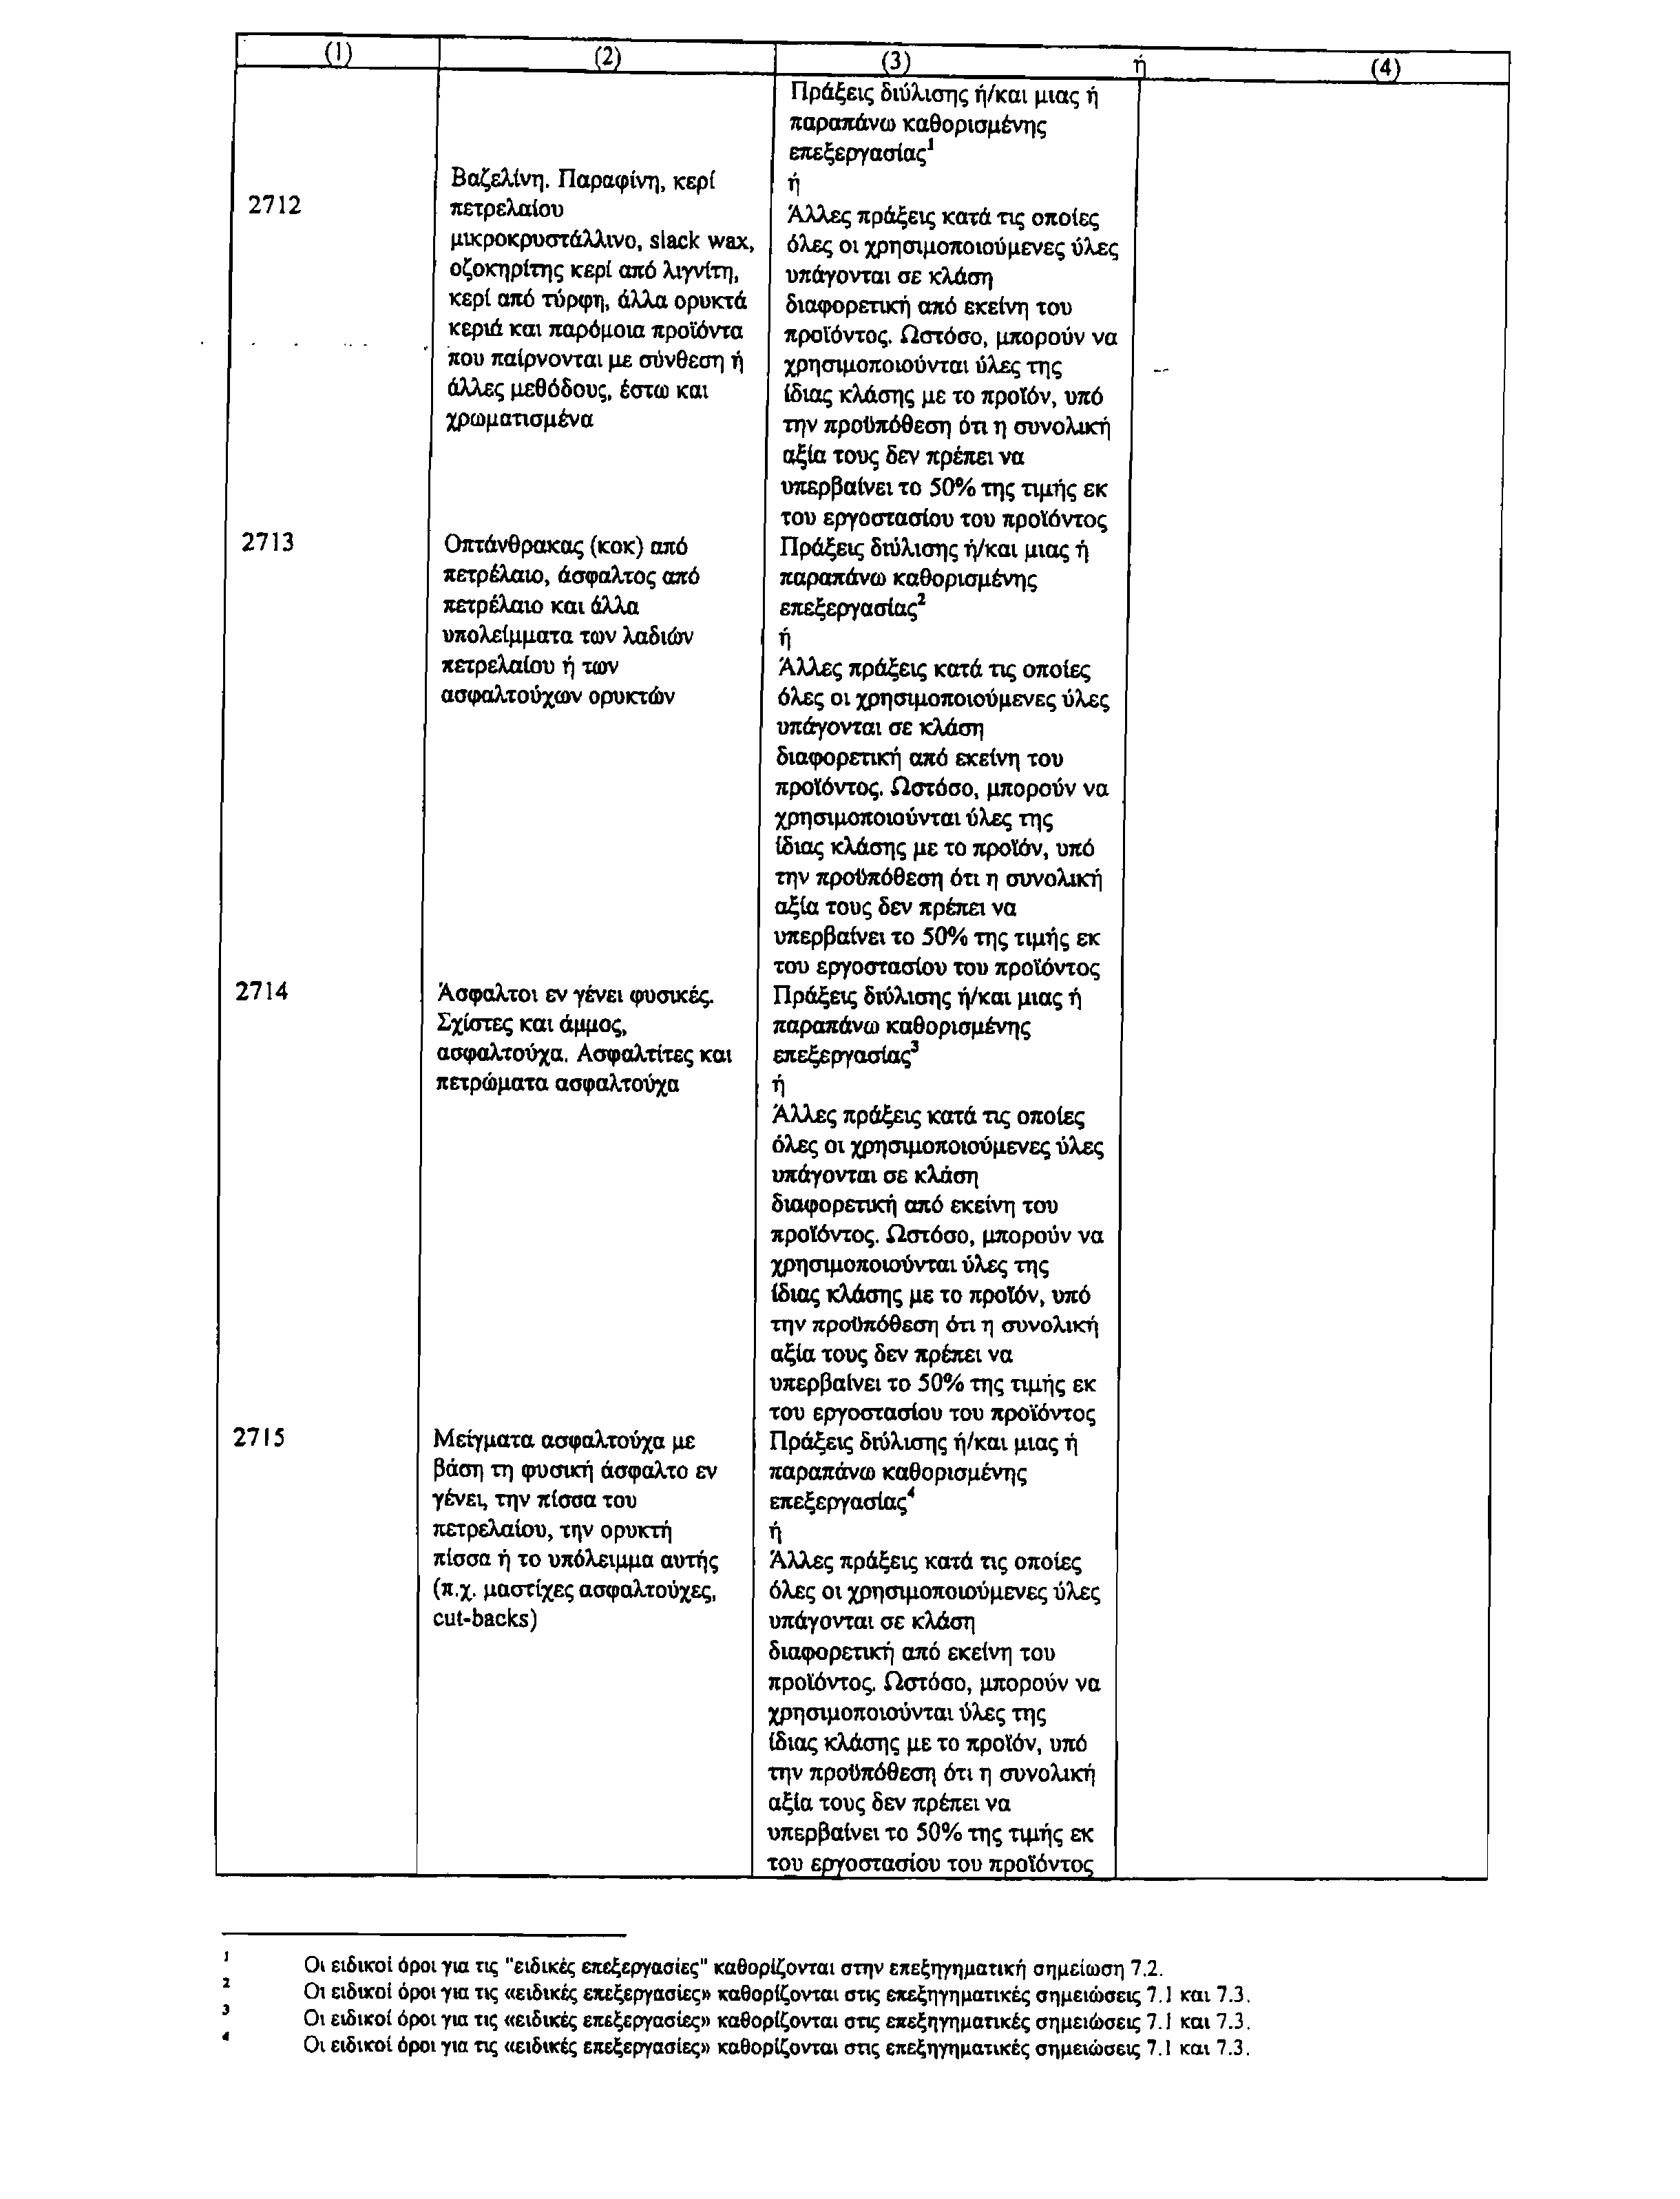 (1) (2) (3) ή (4)
Πράξεις διύλισης ή/και μιας ή
παραπάνω καθορισμένης
επεξεργασίας¹
ή
Άλλες πράξεις κατά τις οποίες
όλες οι χρησιμοποιούμενες ύλες
υπάγονται σε κλάση
διαφορετική από εκείνη του
προϊόντος. Ωστόσο, μπορούν να
χρησιμοποιούνται ύλες της
ίδιας κλάσης με το προϊόν, υπό
την προϋπόθεση ότι η συνολική
αξία τους δεν πρέπει να
υπερβαίνει το 50% της τιμής εκ
του εργοστασίου του προϊόντος
2712
Βαζελίνη. Παραφίνη, κερί
πετρελαίου
μικροκρυστάλλινο, slack wax,
οζοκηρίτης κερί από λιγνίτη,
κερί από τύρφη, άλλα ορυκτά
κεριά και παρόμοια προϊόντα
που παίρνονται με σύνθεση ή
άλλες μεθόδους, έστω και
χρωματισμένα
2713
Οπτάνθρακας (κοκ) από
πετρέλαιο, άσφαλτος από
πετρέλαιο και άλλα
υπολείμματα των λαδιών
πετρελαίου ή των
ασφαλτούχων ορυκτών
Πράξεις διύλισης ή/και μιας ή
παραπάνω καθορισμένης
επεξεργασίας²
ή
Άλλες πράξεις κατά τις οποίες
όλες οι χρησιμοποιούμενες ύλες
υπάγονται σε κλάση
διαφορετική από εκείνη του
προϊόντος. Ωστόσο, μπορούν να
χρησιμοποιούνται ύλες της
ίδιας κλάσης με το προϊόν, υπό
την προϋπόθεση ότι η συνολική
αξία τους δεν πρέπει να
υπερβαίνει το 50% της τιμής εκ
του εργοστασίου του προϊόντος
2714
Άσφαλτοι εν γένει φυσικές.
Σχίστες και άμμος,
ασφαλτούχα. Ασφαλτίτες και
πετρώματα ασφαλτούχα
Πράξεις διύλισης ή/και μιας ή
παραπάνω καθορισμένης
επεξεργασίας³
ή
Άλλες πράξεις κατά τις οποίες
όλες οι χρησιμοποιούμενες ύλες
υπάγονται σε κλάση
διαφορετική από εκείνη του
προϊόντος. Ωστόσο, μπορούν να
χρησιμοποιούνται ύλες της
ίδιας κλάσης με το προϊόν, υπό
την προϋπόθεση ότι η συνολική
αξία τους δεν πρέπει να
υπερβαίνει το 50% της τιμής εκ
του εργοστασίου του προϊόντος
2715
Μείγματα ασφαλτούχα με
βάση τη φυσική άσφαλτο εν
γένει, την πίσσα του
πετρελαίου, την ορυκτή
πίσσα ή το υπόλειμμα αυτής
(π.χ. μαστίχες ασφαλτούχες,
cut-backs)
Πράξεις διύλισης ή/και μιας ή
παραπάνω καθορισμένης
επεξεργασίας⁴
ή
Άλλες πράξεις κατά τις οποίες
όλες οι χρησιμοποιούμενες ύλες
υπάγονται σε κλάση
διαφορετική από εκείνη του
προϊόντος. Ωστόσο, μπορούν να
χρησιμοποιούνται ύλες της
ίδιας κλάσης με το προϊόν, υπό
την προϋπόθεση ότι η συνολική
αξία τους δεν πρέπει να
υπερβαίνει το 50% της τιμής εκ
του εργοστασίου του προϊόντος
¹ Οι ειδικοί όροι για τις "ειδικές επεξεργασίες" καθορίζονται στην επεξηγηματική σημείωση 7.2.
² Οι ειδικοί όροι για τις «ειδικές επεξεργασίες» καθορίζονται στις επεξηγηματικές σημειώσεις 7.1 και 7.3.
³ Οι ειδικοί όροι για τις «ειδικές επεξεργασίες» καθορίζονται στις επεξηγηματικές σημειώσεις 7.1 και 7.3.
⁴ Οι ειδικοί όροι για τις «ειδικές επεξεργασίες» καθορίζονται στις επεξηγηματικές σημειώσεις 7.1 και 7.3.